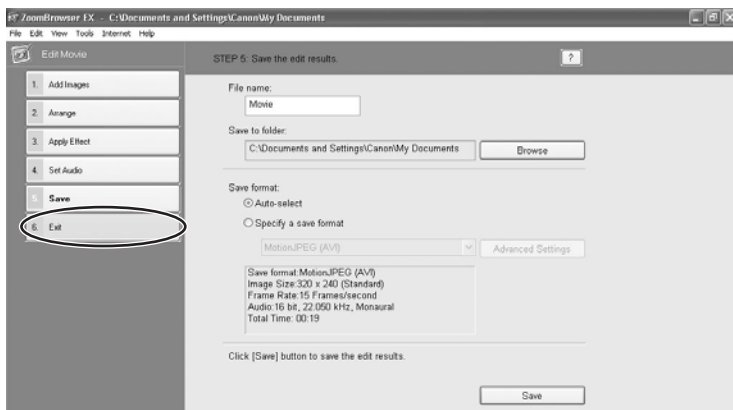 ZoomBrowser EX - C:\Documents and Settings\Canon\My Documents
File Edit View Tools Internet Help
Edit Movie
STEP 5: Save the edit results.
?
1. Add Images
2. Arrange
3. Apply Effect
4. Set Audio
5. Save
6. Exit
File name:
Movie
Save to folder:
C:\Documents and Settings\Canon\My Documents
Browse
Save format:
Auto-select
Specify a save format
MotionJPEG (AVI)
Advanced Settings
Save format:MotionJPEG (AVI)
Image Size:320 x 240 (Standard)
Frame Rate:15 Frames/second
Audio:16 bit, 22.050 kHz, Monaural
Total Time: 00:19
Click [Save] button to save the edit results.
Save